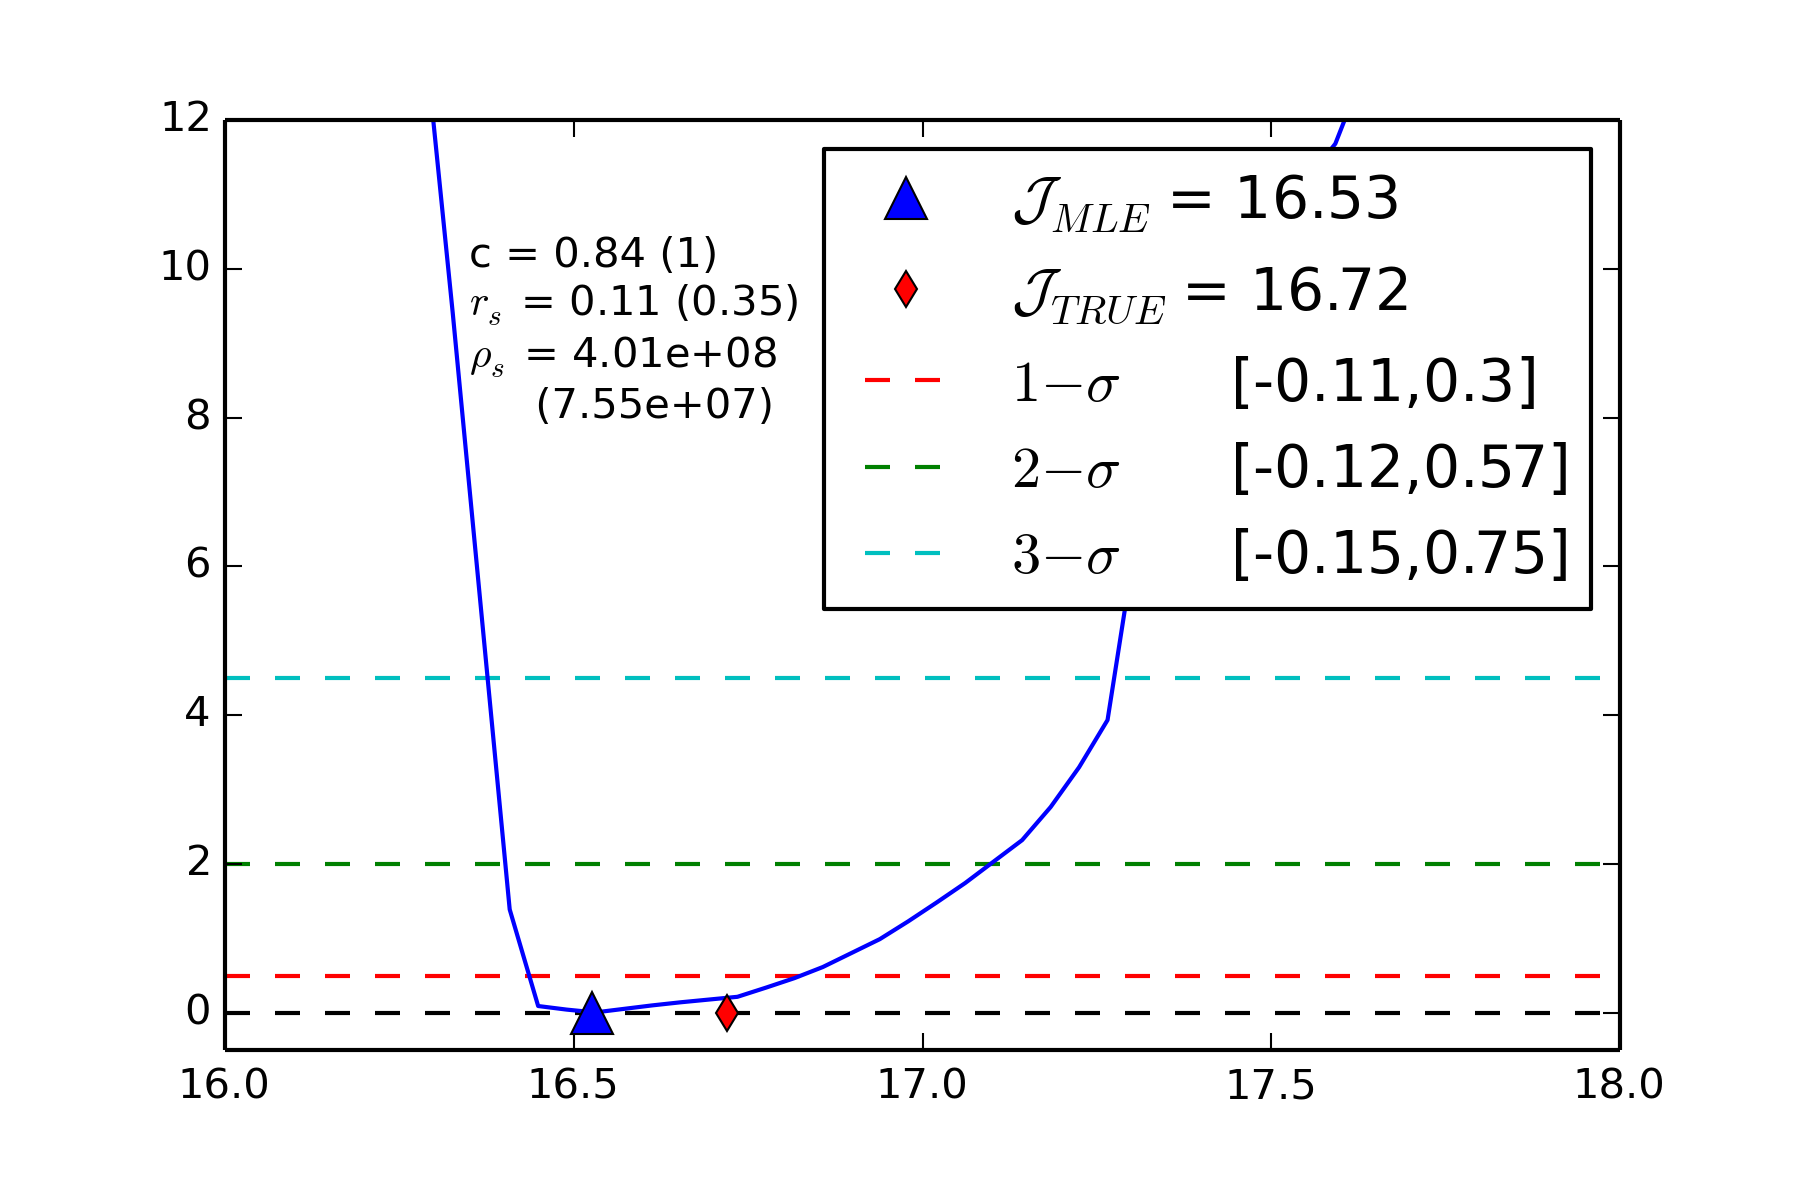 12
10
8
6
4
2
0
c = 0.84 (1)
r_s = 0.11 (0.35)
ρ_s = 4.01e+08
(7.55e+07)
𝒥_MLE = 16.53
𝒥_TRUE = 16.72
1−σ [-0.11,0.3]
2−σ [-0.12,0.57]
3−σ [-0.15,0.75]
16.0 16.5 17.0 17.5 18.0